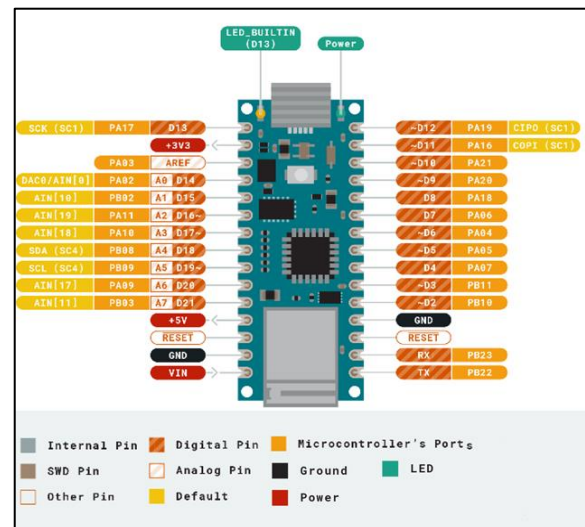 LED_BUILTIN
(D13)
Power
SCK (SC1) PA17 D13
~D12 PA19 CIPO (SC1)
+3V3
~D11 PA16 COPI (SC1)
PA03 AREF
~D10 PA21
DAC0/AIN[0] PA02 A0 D14
~D9 PA20
AIN[10] PB02 A1 D15
D8 PA18
AIN[19] PA11 A2 D16~
D7 PA06
AIN[18] PA10 A3 D17~
~D6 PA04
SDA (SC4) PB08 A4 D18
~D5 PA05
SCL (SC4) PB09 A5 D19~
D4 PA07
AIN[17] PA09 A6 D20
~D3 PB11
AIN[11] PB03 A7 D21
~D2 PB10
+5V
GND
RESET
RESET
GND
RX PB23
VIN
TX PB22
Internal Pin Digital Pin Microcontroller's Ports
SWD Pin Analog Pin Ground LED
Other Pin Default Power